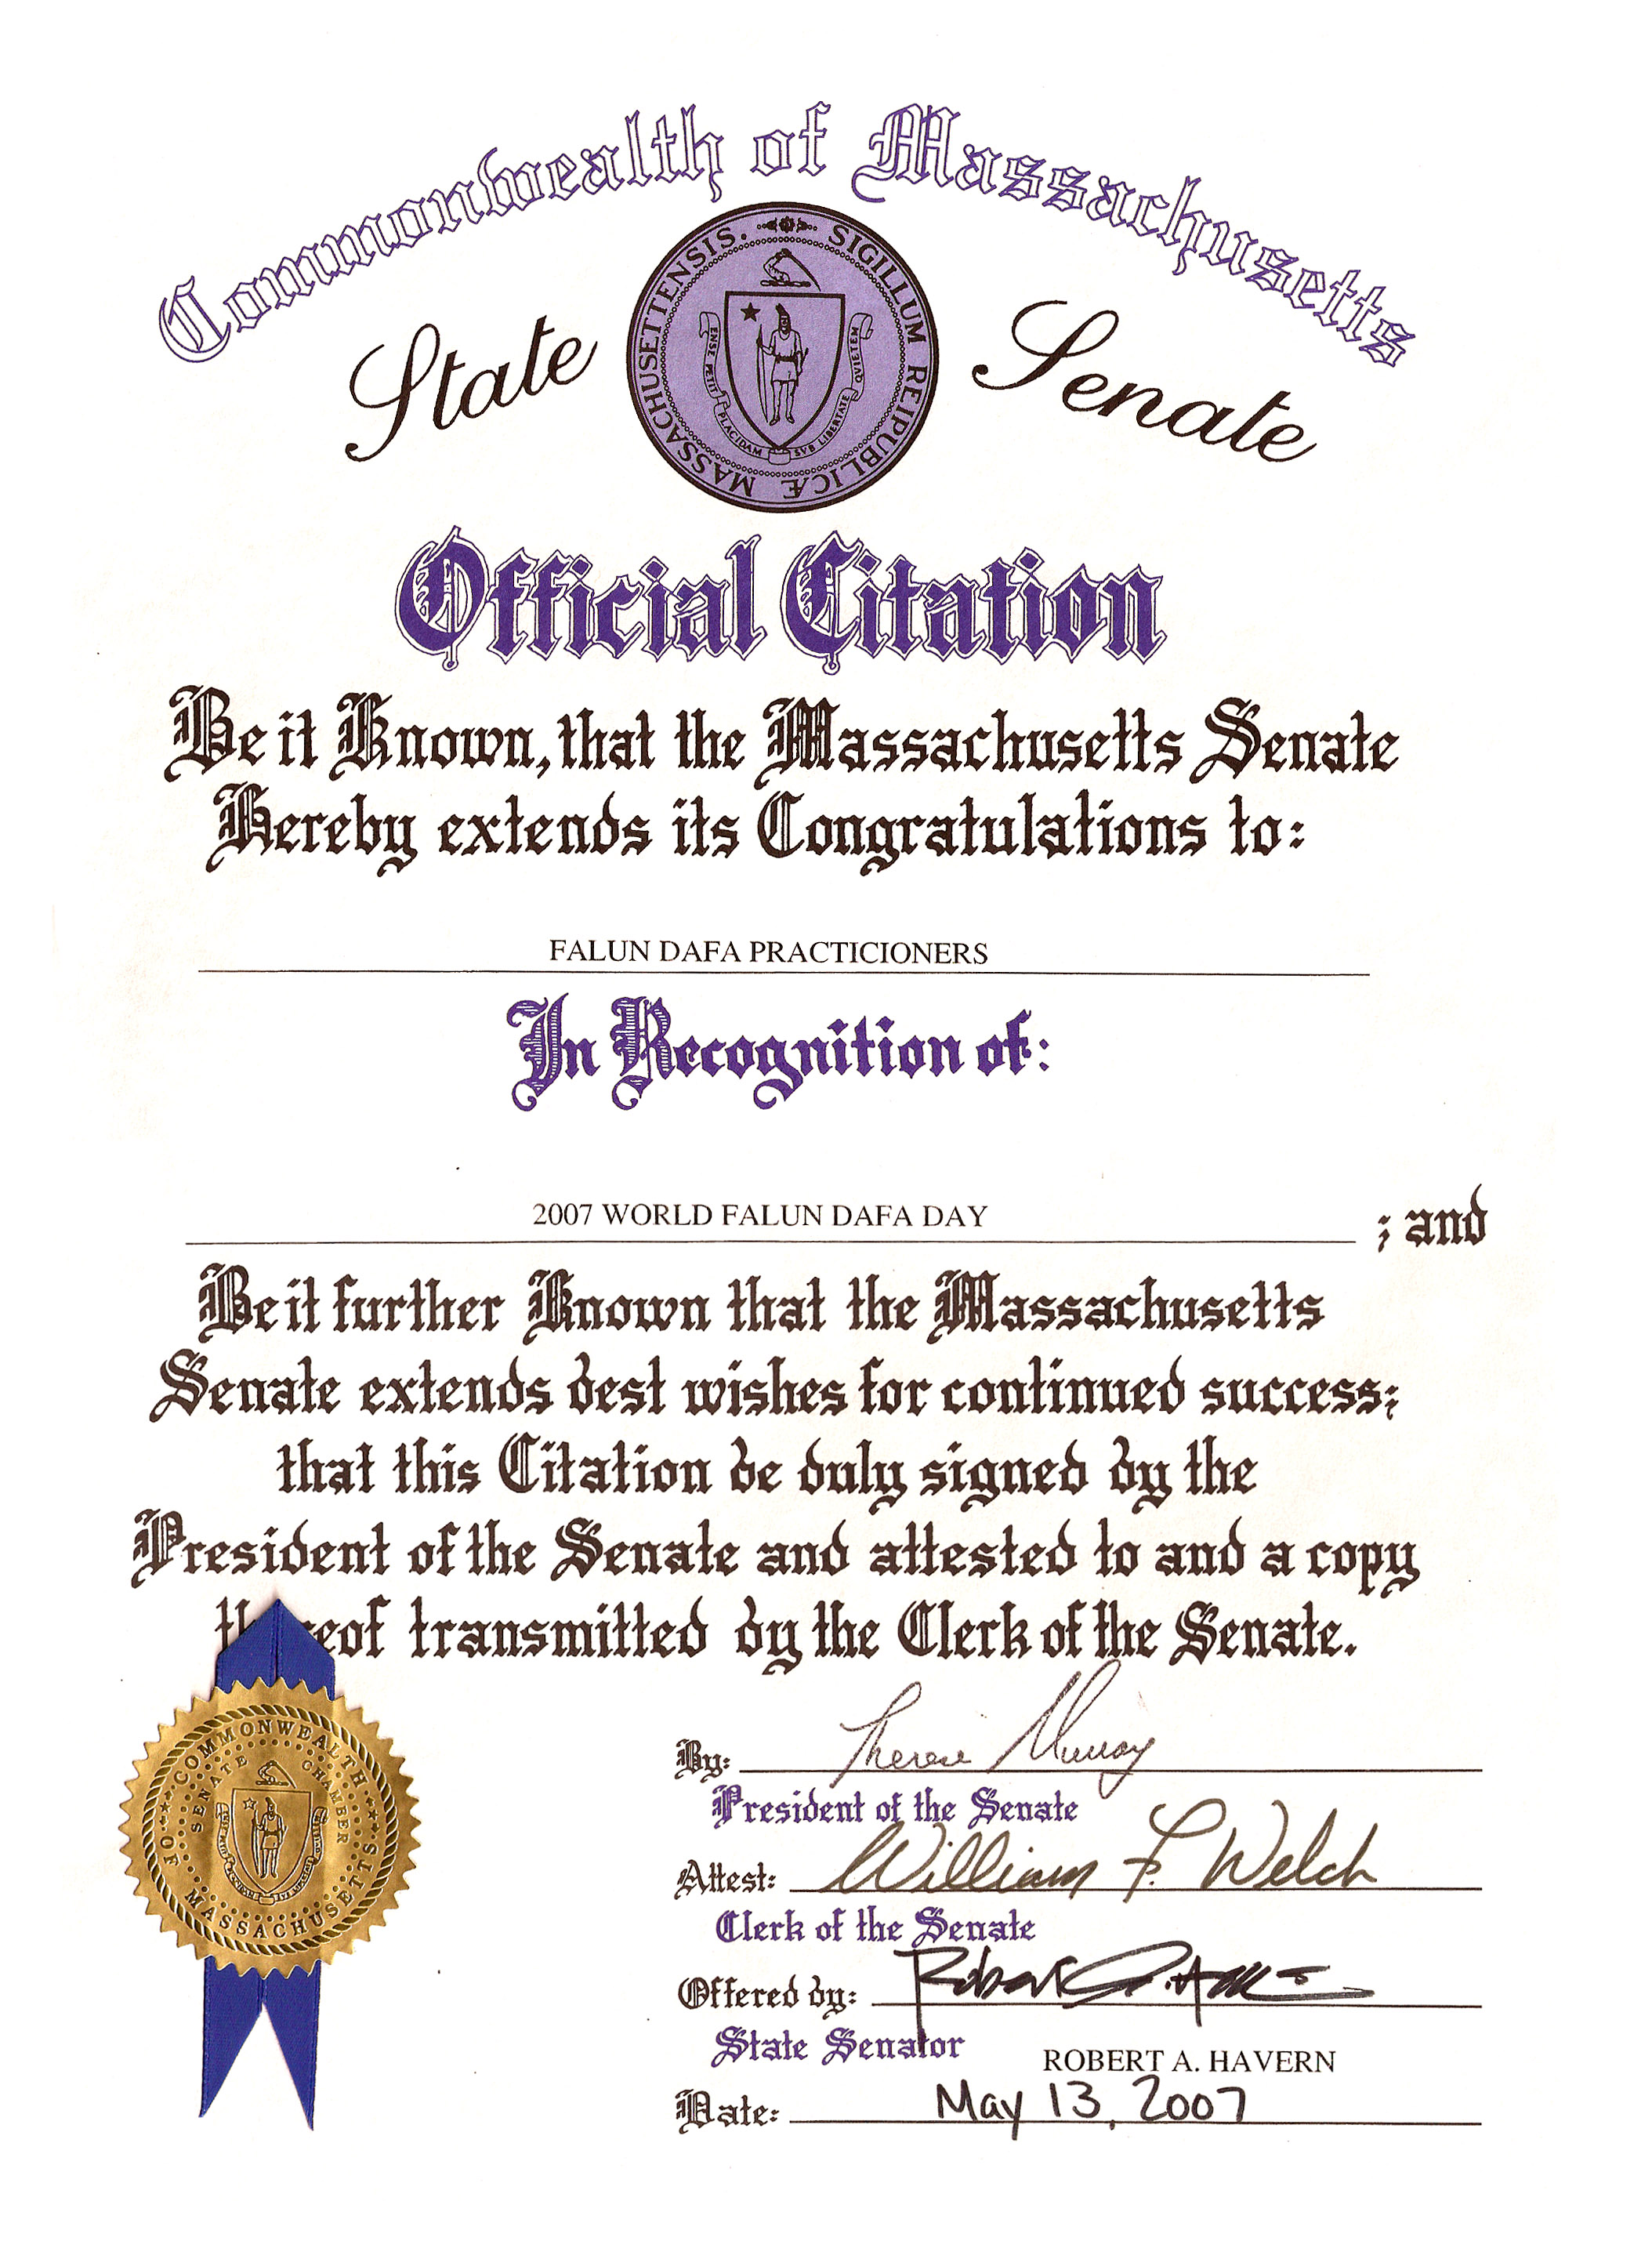 Commonwealth of Massachusetts
State Senate
SIGILLUM REIPUBLICÆ MASSACHUSETTENSIS.
ENSE PETIT PLACIDAM SVB LIBERTATE QVIETEM
Official Citation
Be it Known, that the Massachusetts Senate
Hereby extends its Congratulations to:
FALUN DAFA PRACTICIONERS
In Recognition of:
2007 WORLD FALUN DAFA DAY ; and
Be it further Known that the Massachusetts
Senate extends best wishes for continued success;
that this Citation be duly signed by the
President of the Senate and attested to and a copy
thereof transmitted by the Clerk of the Senate.
COMMONWEALTH OF MASSACHUSETTS
SENATE CHAMBER
By: Therese Murray
President of the Senate
Attest: William F. Welch
Clerk of the Senate
Offered by: Robert A. Havern
State Senator ROBERT A. HAVERN
Date: May 13, 2007